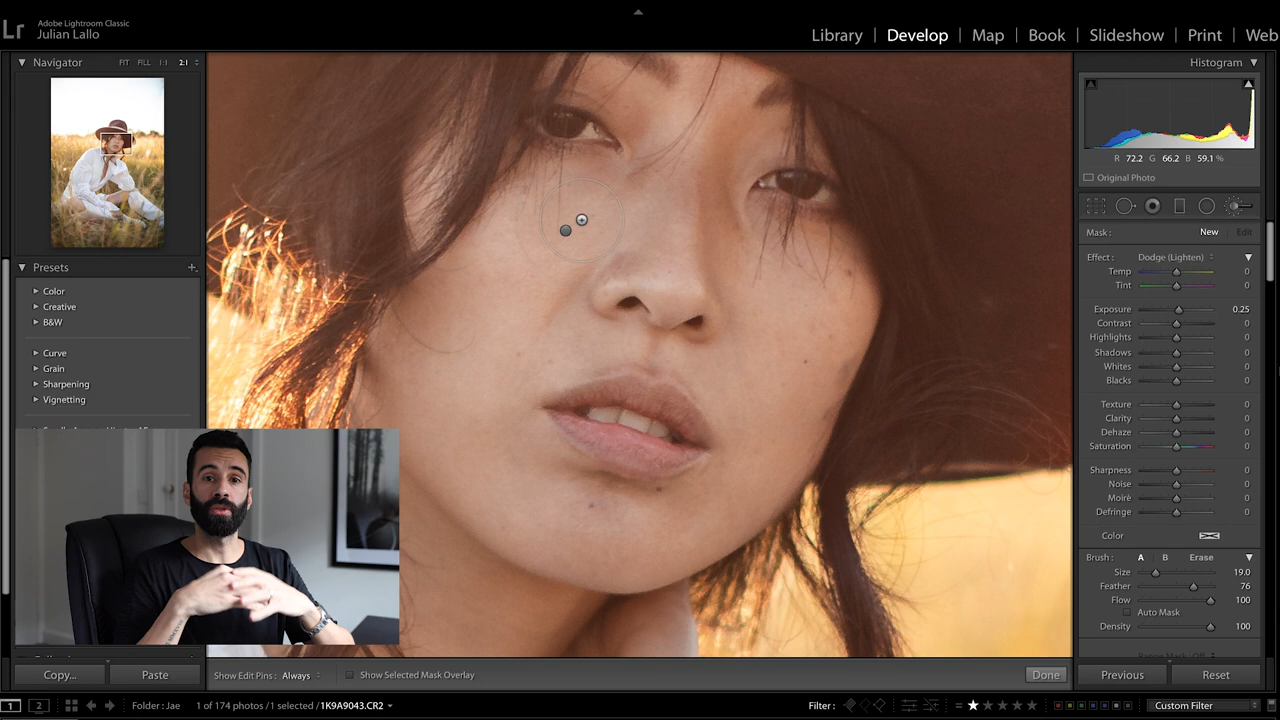 Lr
Adobe Lightroom Classic
Julian Lallo
Library | Develop | Map | Book | Slideshow | Print | Web
Navigator FIT FILL 1:1 2:1
Presets +
Color
Creative
B&W
Curve
Grain
Sharpening
Vignetting
Copy... Paste
Show Edit Pins : Always Show Selected Mask Overlay Done
Histogram
R 72.2 G 66.2 B 59.1 %
Original Photo
Mask : New Edit
Effect : Dodge (Lighten)
Temp 0
Tint 0
Exposure 0.25
Contrast 0
Highlights 0
Shadows 0
Whites 0
Blacks 0
Texture 0
Clarity 0
Dehaze 0
Saturation 0
Sharpness 0
Noise 0
Moiré 0
Defringe 0
Color
Brush : A B Erase
Size 19.0
Feather 76
Flow 100
Auto Mask
Density 100
Previous Reset
1 2 Folder : Jae 1 of 174 photos / 1 selected / 1K9A9043.CR2 Filter : Custom Filter